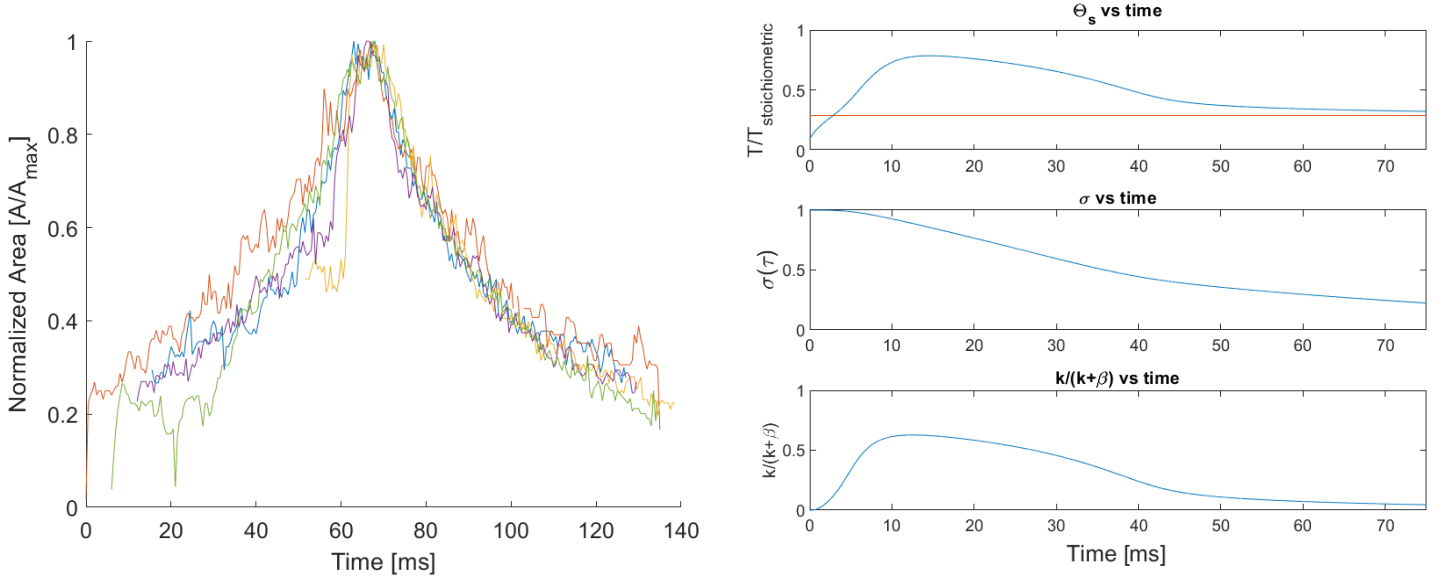 Normalized Area [A/Amax]
1
0.8
0.6
0.4
0.2
0
0 20 40 60 80 100 120 140
Time [ms]
Θs vs time
T/Tstoichiometric
1
0.5
0
0 10 20 30 40 50 60 70
σ vs time
σ(τ)
1
0.5
0
0 10 20 30 40 50 60 70
k/(k+β) vs time
k/(k+β)
1
0.5
0
0 10 20 30 40 50 60 70
Time [ms]